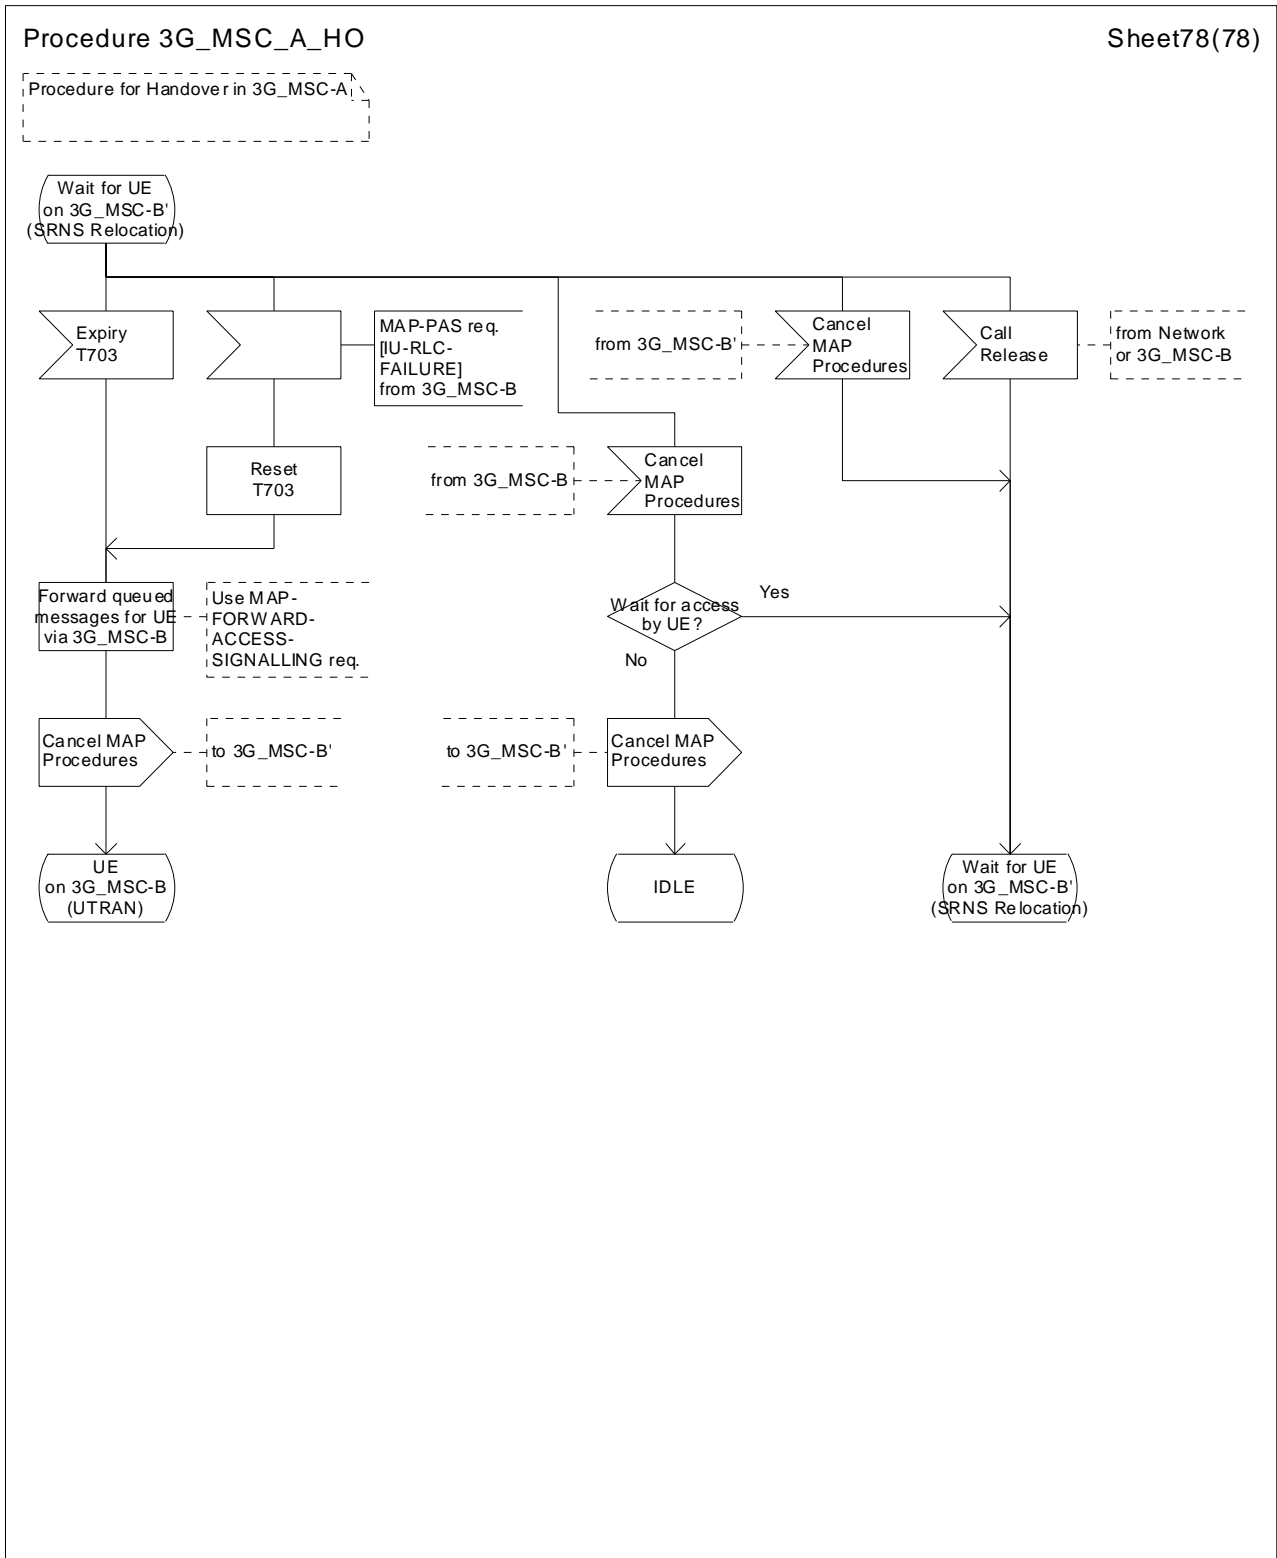 Procedure 3G_MSC_A_HO
Sheet78(78)
Procedure for Handover in 3G_MSC-A
Wait for UE
on 3G_MSC-B'
(SRNS Relocation)
Expiry
T703
MAP-PAS req.
[IU-RLC-
FAILURE]
from 3G_MSC-B
from 3G_MSC-B'
Cancel
MAP
Procedures
Call
Release
from Network
or 3G_MSC-B
Reset
T703
from 3G_MSC-B
Cancel
MAP
Procedures
Forward queued
messages for UE
via 3G_MSC-B
Use MAP-
FORWARD-
ACCESS-
SIGNALLING req.
Wait for access
by UE?
Yes
No
Cancel MAP
Procedures
to 3G_MSC-B'
to 3G_MSC-B'
Cancel MAP
Procedures
UE
on 3G_MSC-B
(UTRAN)
IDLE
Wait for UE
on 3G_MSC-B'
(SRNS Relocation)